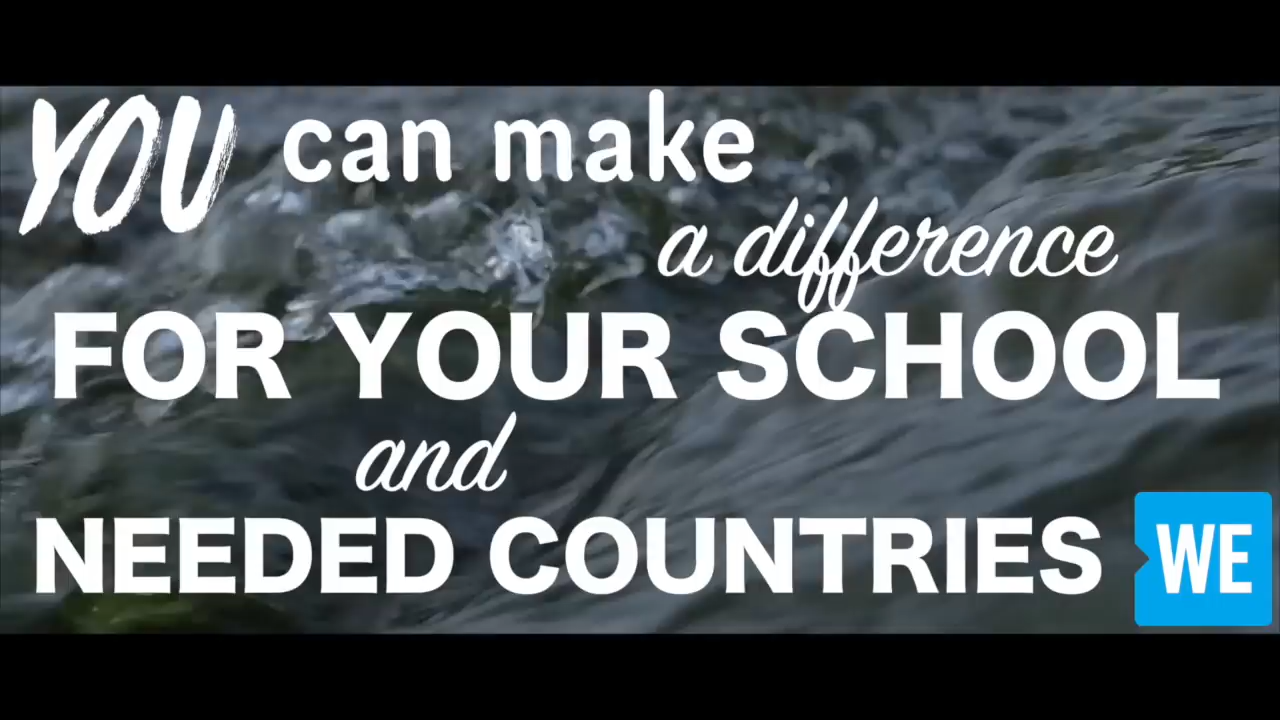 YOU can make
a difference
FOR YOUR SCHOOL
and
NEEDED COUNTRIES
WE